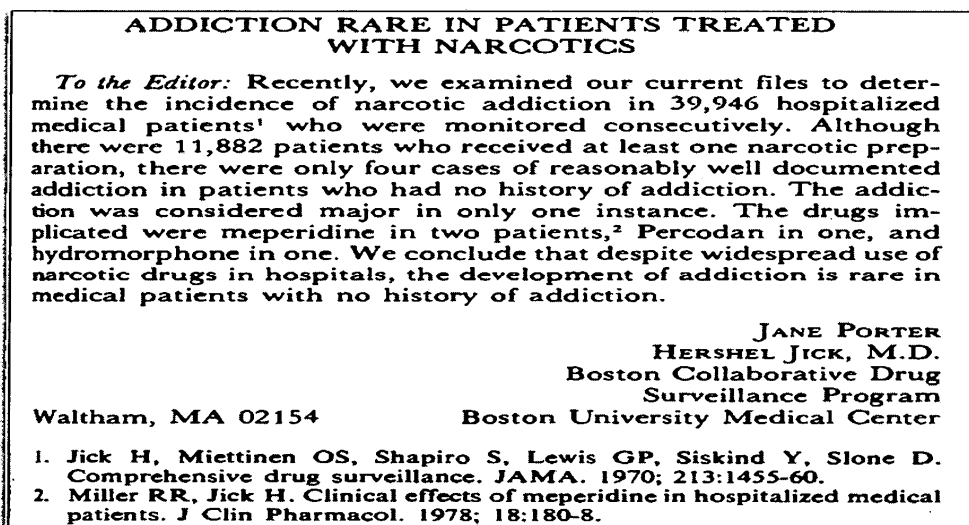 ADDICTION RARE IN PATIENTS TREATED
WITH NARCOTICS
To the Editor: Recently, we examined our current files to deter-
mine the incidence of narcotic addiction in 39,946 hospitalized
medical patients¹ who were monitored consecutively. Although
there were 11,882 patients who received at least one narcotic prep-
aration, there were only four cases of reasonably well documented
addiction in patients who had no history of addiction. The addic-
tion was considered major in only one instance. The drugs im-
plicated were meperidine in two patients,² Percodan in one, and
hydromorphone in one. We conclude that despite widespread use of
narcotic drugs in hospitals, the development of addiction is rare in
medical patients with no history of addiction.
JANE PORTER
HERSHEL JICK, M.D.
Boston Collaborative Drug
Surveillance Program
Waltham, MA 02154 Boston University Medical Center
1. Jick H, Miettinen OS, Shapiro S, Lewis GP, Siskind Y, Slone D.
Comprehensive drug surveillance. JAMA. 1970; 213:1455-60.
2. Miller RR, Jick H. Clinical effects of meperidine in hospitalized medical
patients. J Clin Pharmacol. 1978; 18:180-8.